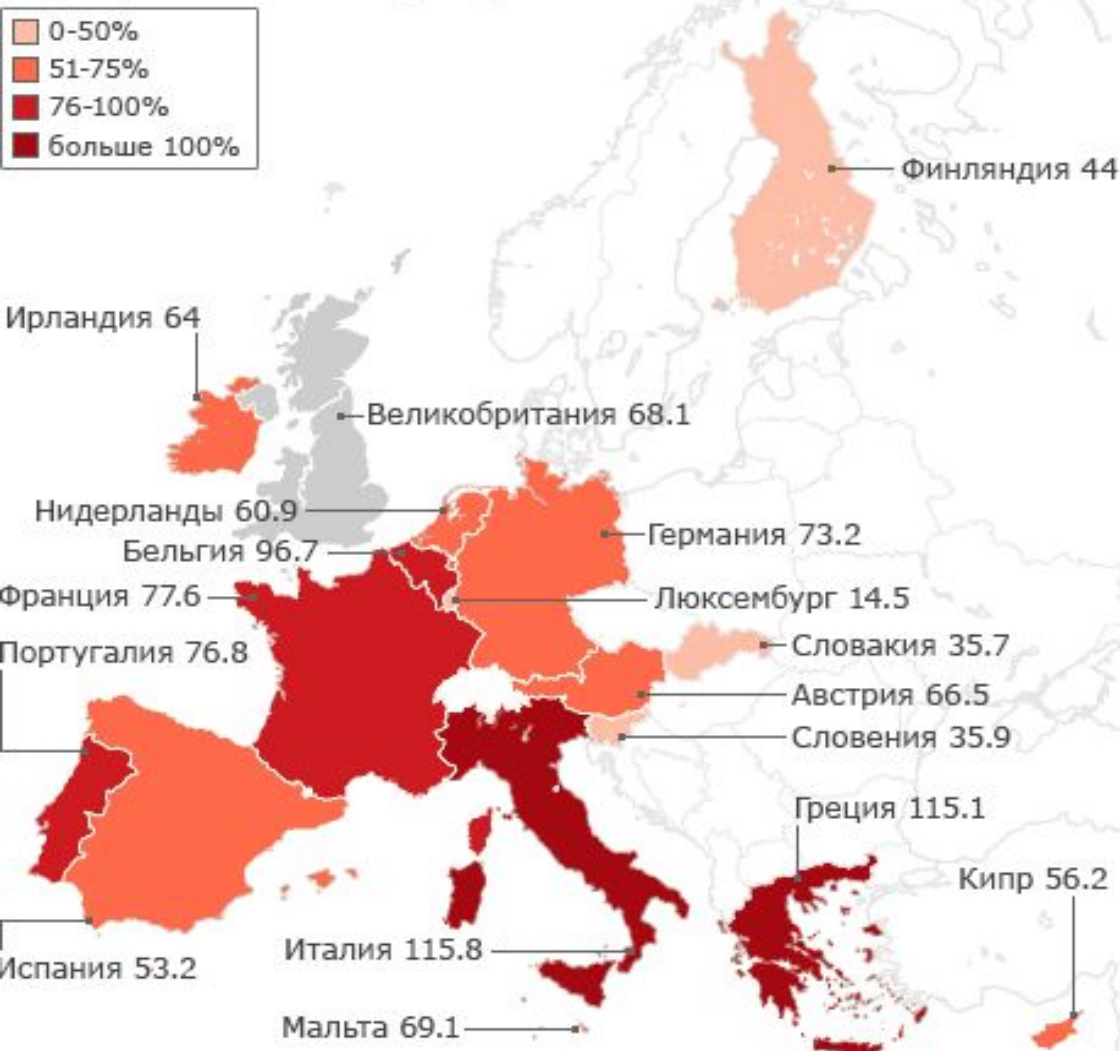 0-50%
51-75%
76-100%
больше 100%
Финляндия 44
Ирландия 64
Великобритания 68.1
Нидерланды 60.9
Германия 73.2
Бельгия 96.7
Франция 77.6
Люксембург 14.5
Португалия 76.8
Словакия 35.7
Австрия 66.5
Словения 35.9
Греция 115.1
Кипр 56.2
Италия 115.8
Испания 53.2
Мальта 69.1